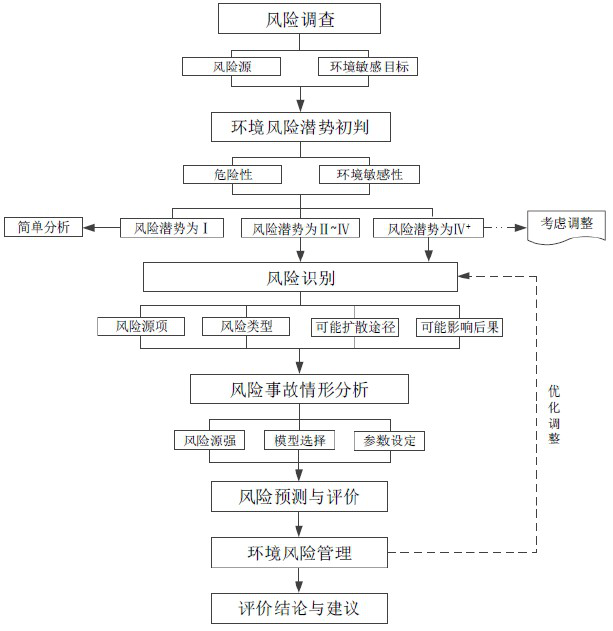 风险调查
风险源
环境敏感目标
环境风险潜势初判
危险性
环境敏感性
简单分析
风险潜势为Ⅰ
风险潜势为Ⅱ~Ⅳ
风险潜势为Ⅳ⁺
考虑调整
风险识别
风险源项
风险类型
可能扩散途径
可能影响后果
风险事故情形分析
优化调整
风险源强
模型选择
参数设定
风险预测与评价
环境风险管理
评价结论与建议